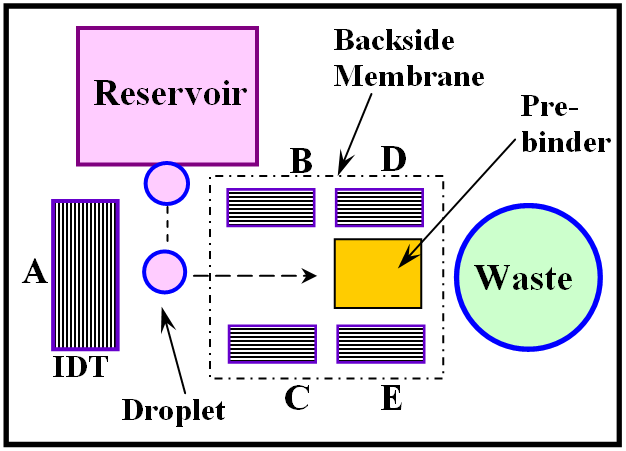 Backside
Membrane
Reservoir
Pre-
binder
B
D
A
Waste
IDT
C
E
Droplet